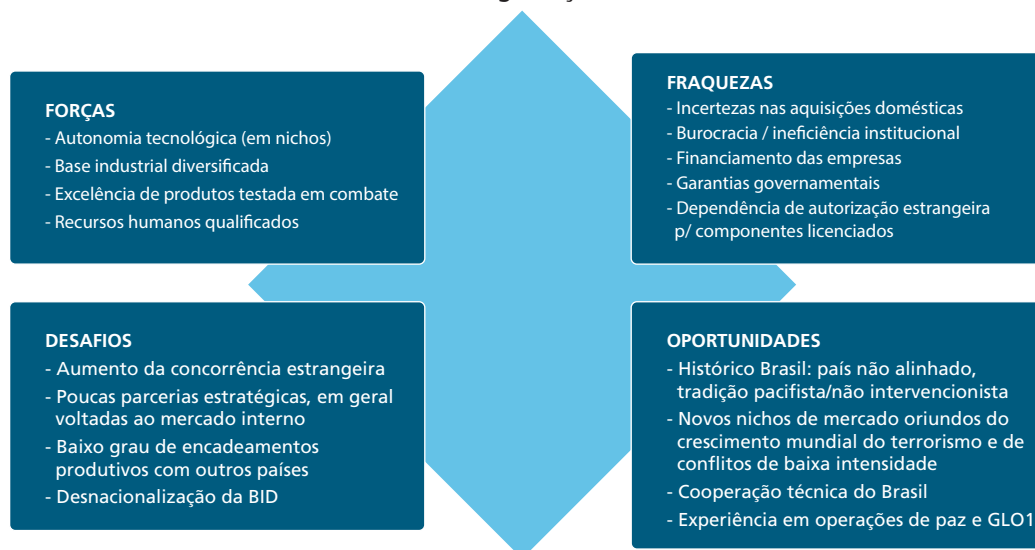 FORÇAS
- Autonomia tecnológica (em nichos)
- Base industrial diversificada
- Excelência de produtos testada em combate
- Recursos humanos qualificados
FRAQUEZAS
- Incertezas nas aquisições domésticas
- Burocracia / ineficiência institucional
- Financiamento das empresas
- Garantias governamentais
- Dependência de autorização estrangeira
p/ componentes licenciados
DESAFIOS
- Aumento da concorrência estrangeira
- Poucas parcerias estratégicas, em geral
voltadas ao mercado interno
- Baixo grau de encadeamentos
produtivos com outros países
- Desnacionalização da BID
OPORTUNIDADES
- Histórico Brasil: país não alinhado,
tradição pacifista/não intervencionista
- Novos nichos de mercado oriundos do
crescimento mundial do terrorismo e de
conflitos de baixa intensidade
- Cooperação técnica do Brasil
- Experiência em operações de paz e GLO1